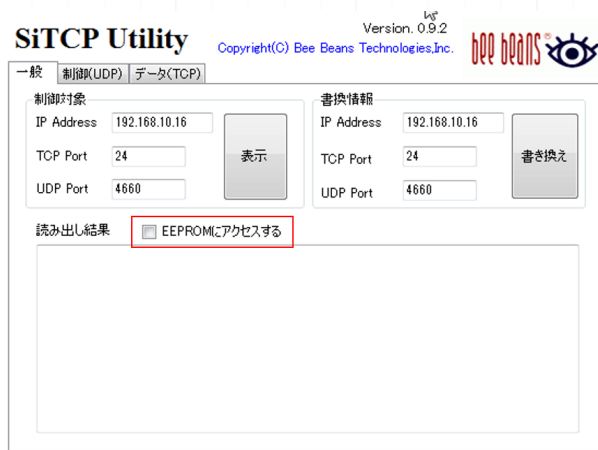 SiTCP Utility
Version. 0.9.2
Copyright(C) Bee Beans Technologies,Inc.
bee beans®
一般 制御(UDP) データ(TCP)
制御対象
IP Address 192.168.10.16
TCP Port 24
UDP Port 4660
表示
書換情報
IP Address 192.168.10.16
TCP Port 24
UDP Port 4660
書き換え
読み出し結果 EEPROMにアクセスする